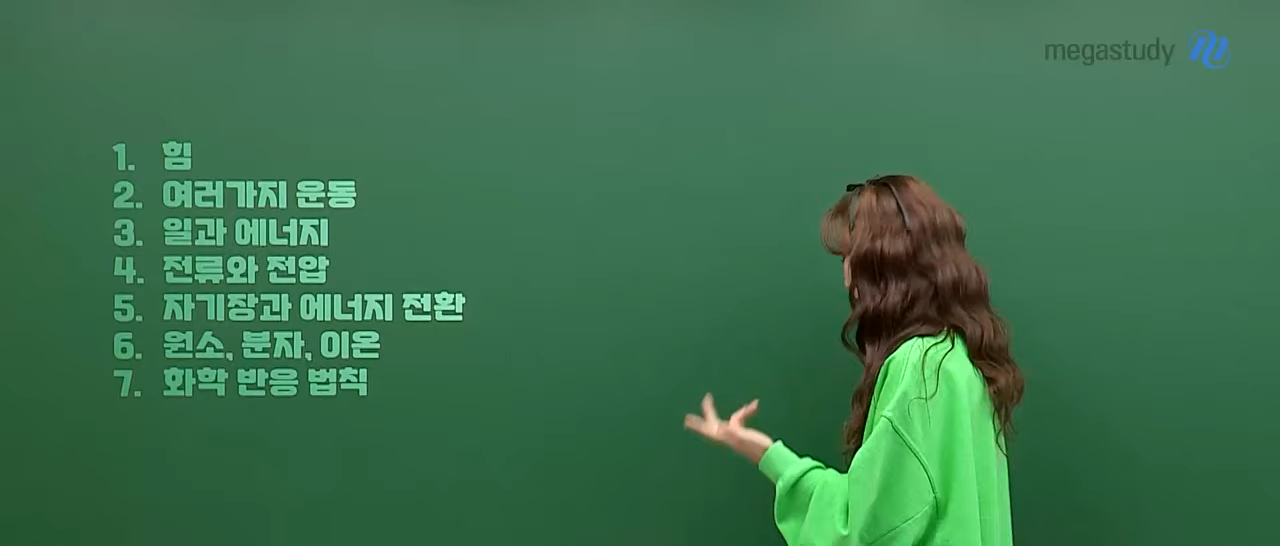 megastudy
1. 힘
2. 여러가지 운동
3. 일과 에너지
4. 전류와 전압
5. 자기장과 에너지 전환
6. 원소, 분자, 이온
7. 화학 반응 법칙